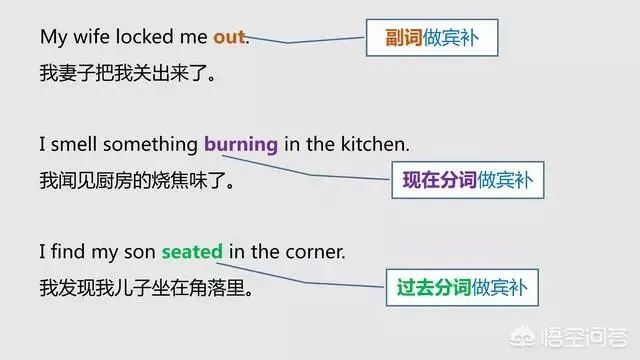 My wife locked me out.
副词做宾补
我妻子把我关出来了。
I smell something burning in the kitchen.
现在分词做宾补
我闻见厨房的烧焦味了。
I find my son seated in the corner.
过去分词做宾补
我发现我儿子坐在角落里。
悟空问答